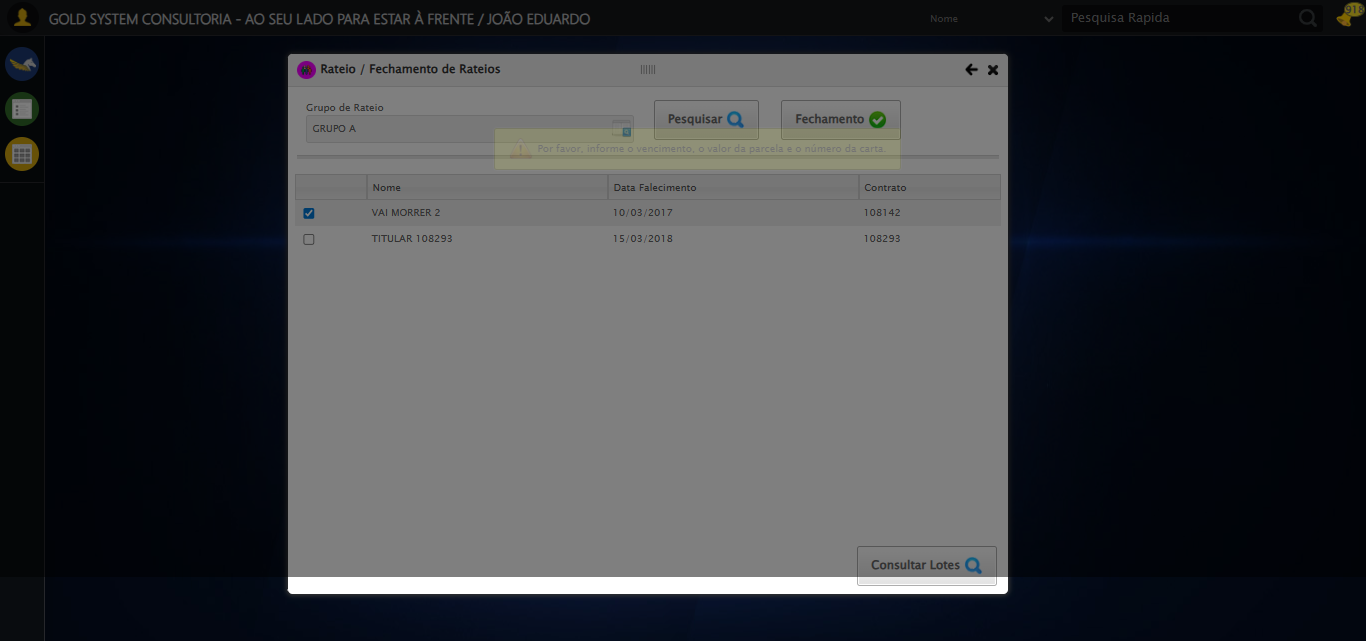 GOLD SYSTEM CONSULTORIA - AO SEU LADO PARA ESTAR À FRENTE / JOÃO EDUARDO
Nome
Pesquisa Rapida
918
Rateio / Fechamento de Rateios
Grupo de Rateio
GRUPO A
Pesquisar
Fechamento
Por favor, informe o vencimento, o valor da parcela e o número da carta.
Nome Data Falecimento Contrato
VAI MORRER 2 10/03/2017 108142
TITULAR 108293 15/03/2018 108293
Consultar Lotes